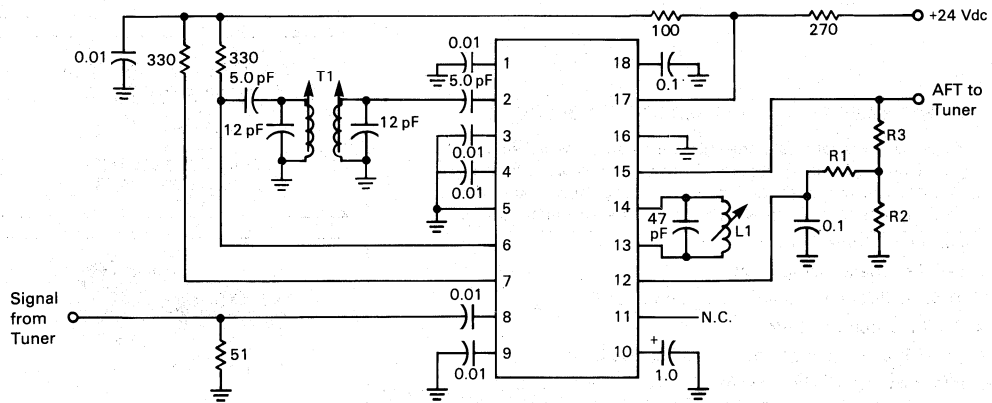 +24 Vdc
100
270
0.01
330
330
0.01
1
18
0.1
5.0 pF
T1
5.0 pF
2
17
AFT to
Tuner
12 pF
12 pF
3
16
R3
0.01
4
15
R1
0.01
5
14
47
pF
L1
0.1
R2
6
13
7
12
Signal
from
Tuner
0.01
8
11
N.C.
51
9
10
+
0.01
1.0